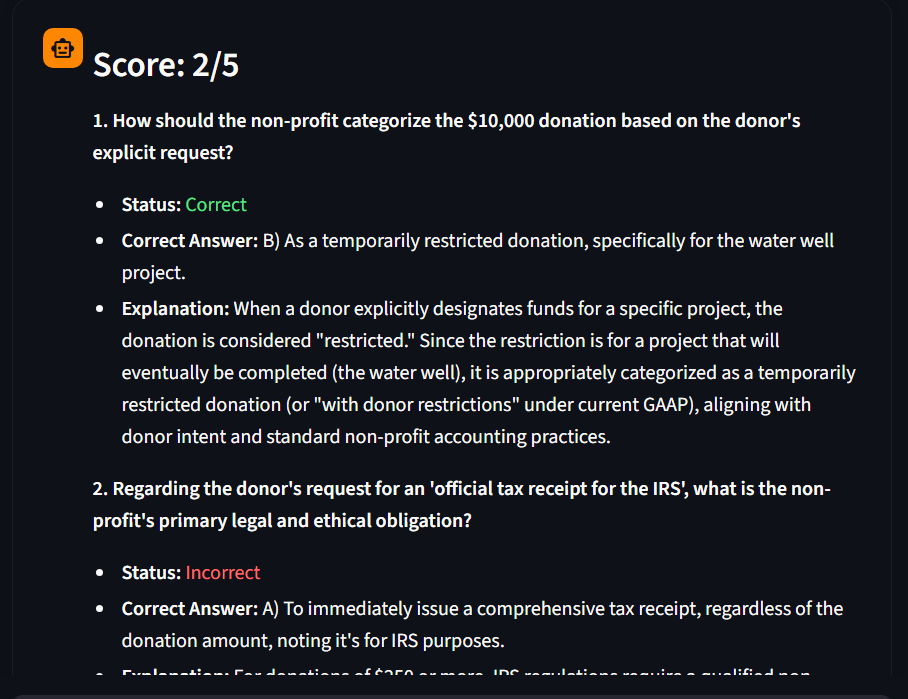 Score: 2/5
1. How should the non-profit categorize the $10,000 donation based on the donor's
explicit request?
• Status: Correct
• Correct Answer: B) As a temporarily restricted donation, specifically for the water well
project.
• Explanation: When a donor explicitly designates funds for a specific project, the
donation is considered "restricted." Since the restriction is for a project that will
eventually be completed (the water well), it is appropriately categorized as a temporarily
restricted donation (or "with donor restrictions" under current GAAP), aligning with
donor intent and standard non-profit accounting practices.
2. Regarding the donor's request for an 'official tax receipt for the IRS', what is the non-
profit's primary legal and ethical obligation?
• Status: Incorrect
• Correct Answer: A) To immediately issue a comprehensive tax receipt, regardless of the
donation amount, noting it's for IRS purposes.
• Explanation: For donations of $250 or more, IRS regulations require a qualified non-